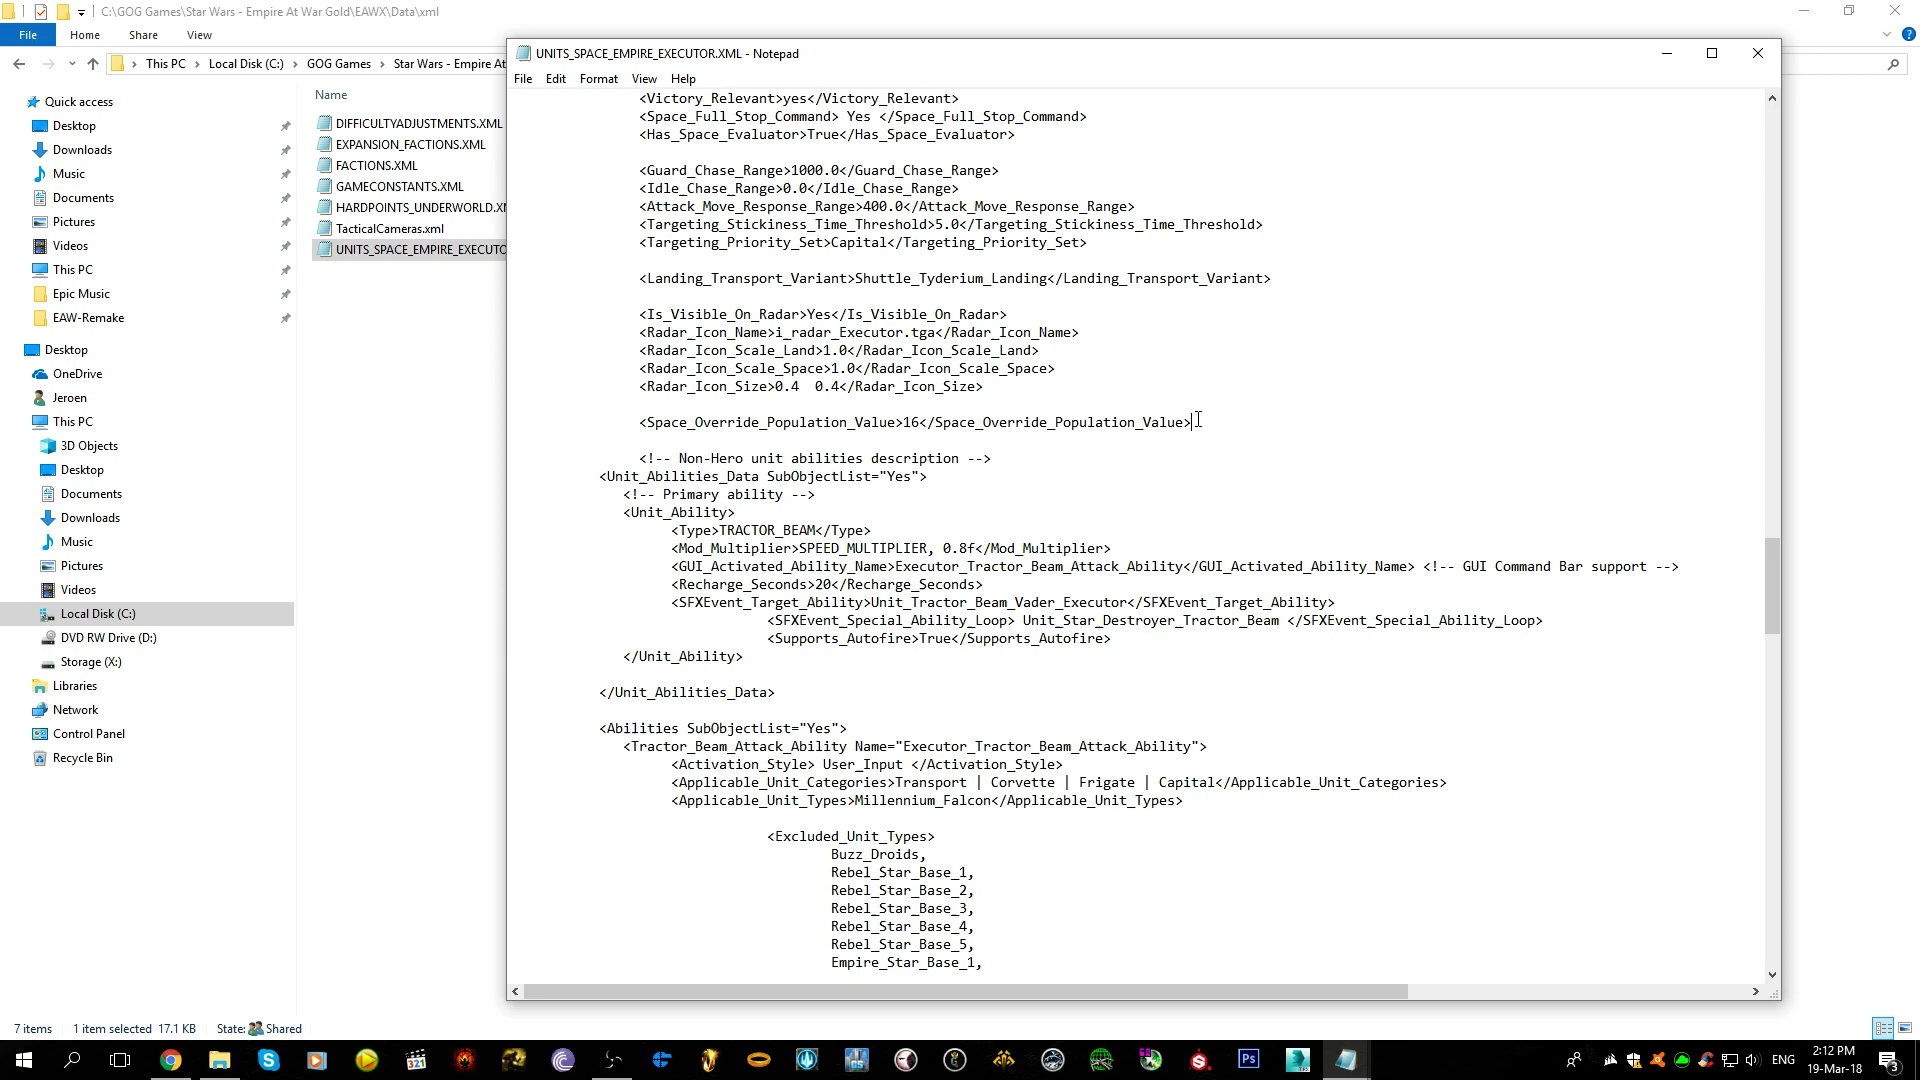 C:\GOG Games\Star Wars - Empire At War Gold\EAWX\Data\xml
File Home Share View
This PC Local Disk (C:) GOG Games Star Wars - Empire At
Quick access
Desktop
Downloads
Music
Documents
Pictures
Videos
This PC
Epic Music
EAW-Remake
Desktop
OneDrive
Jeroen
This PC
3D Objects
Desktop
Documents
Downloads
Music
Pictures
Videos
Local Disk (C:)
DVD RW Drive (D:)
Storage (X:)
Libraries
Network
Control Panel
Recycle Bin
Name
DIFFICULTYADJUSTMENTS.XML
EXPANSION_FACTIONS.XML
FACTIONS.XML
GAMECONSTANTS.XML
HARDPOINTS_UNDERWORLD.XM
TacticalCameras.xml
UNITS_SPACE_EMPIRE_EXECUTO
UNITS_SPACE_EMPIRE_EXECUTOR.XML - Notepad
File Edit Format View Help
<Victory_Relevant>yes</Victory_Relevant>
<Space_Full_Stop_Command> Yes </Space_Full_Stop_Command>
<Has_Space_Evaluator>True</Has_Space_Evaluator>
<Guard_Chase_Range>1000.0</Guard_Chase_Range>
<Idle_Chase_Range>0.0</Idle_Chase_Range>
<Attack_Move_Response_Range>400.0</Attack_Move_Response_Range>
<Targeting_Stickiness_Time_Threshold>5.0</Targeting_Stickiness_Time_Threshold>
<Targeting_Priority_Set>Capital</Targeting_Priority_Set>
<Landing_Transport_Variant>Shuttle_Tyderium_Landing</Landing_Transport_Variant>
<Is_Visible_On_Radar>Yes</Is_Visible_On_Radar>
<Radar_Icon_Name>i_radar_Executor.tga</Radar_Icon_Name>
<Radar_Icon_Scale_Land>1.0</Radar_Icon_Scale_Land>
<Radar_Icon_Scale_Space>1.0</Radar_Icon_Scale_Space>
<Radar_Icon_Size>0.4  0.4</Radar_Icon_Size>
<Space_Override_Population_Value>16</Space_Override_Population_Value>
<!-- Non-Hero unit abilities description -->
<Unit_Abilities_Data SubObjectList="Yes">
<!-- Primary ability -->
<Unit_Ability>
<Type>TRACTOR_BEAM</Type>
<Mod_Multiplier>SPEED_MULTIPLIER, 0.8f</Mod_Multiplier>
<GUI_Activated_Ability_Name>Executor_Tractor_Beam_Attack_Ability</GUI_Activated_Ability_Name> <!-- GUI Command Bar support -->
<Recharge_Seconds>20</Recharge_Seconds>
<SFXEvent_Target_Ability>Unit_Tractor_Beam_Vader_Executor</SFXEvent_Target_Ability>
<SFXEvent_Special_Ability_Loop> Unit_Star_Destroyer_Tractor_Beam </SFXEvent_Special_Ability_Loop>
<Supports_Autofire>True</Supports_Autofire>
</Unit_Ability>
</Unit_Abilities_Data>
<Abilities SubObjectList="Yes">
<Tractor_Beam_Attack_Ability Name="Executor_Tractor_Beam_Attack_Ability">
<Activation_Style> User_Input </Activation_Style>
<Applicable_Unit_Categories>Transport | Corvette | Frigate | Capital</Applicable_Unit_Categories>
<Applicable_Unit_Types>Millennium_Falcon</Applicable_Unit_Types>
<Excluded_Unit_Types>
Buzz_Droids,
Rebel_Star_Base_1,
Rebel_Star_Base_2,
Rebel_Star_Base_3,
Rebel_Star_Base_4,
Rebel_Star_Base_5,
Empire_Star_Base_1,
7 items 1 item selected 17.1 KB State: Shared
321
Ps
ENG
2:12 PM
19-Mar-18
3